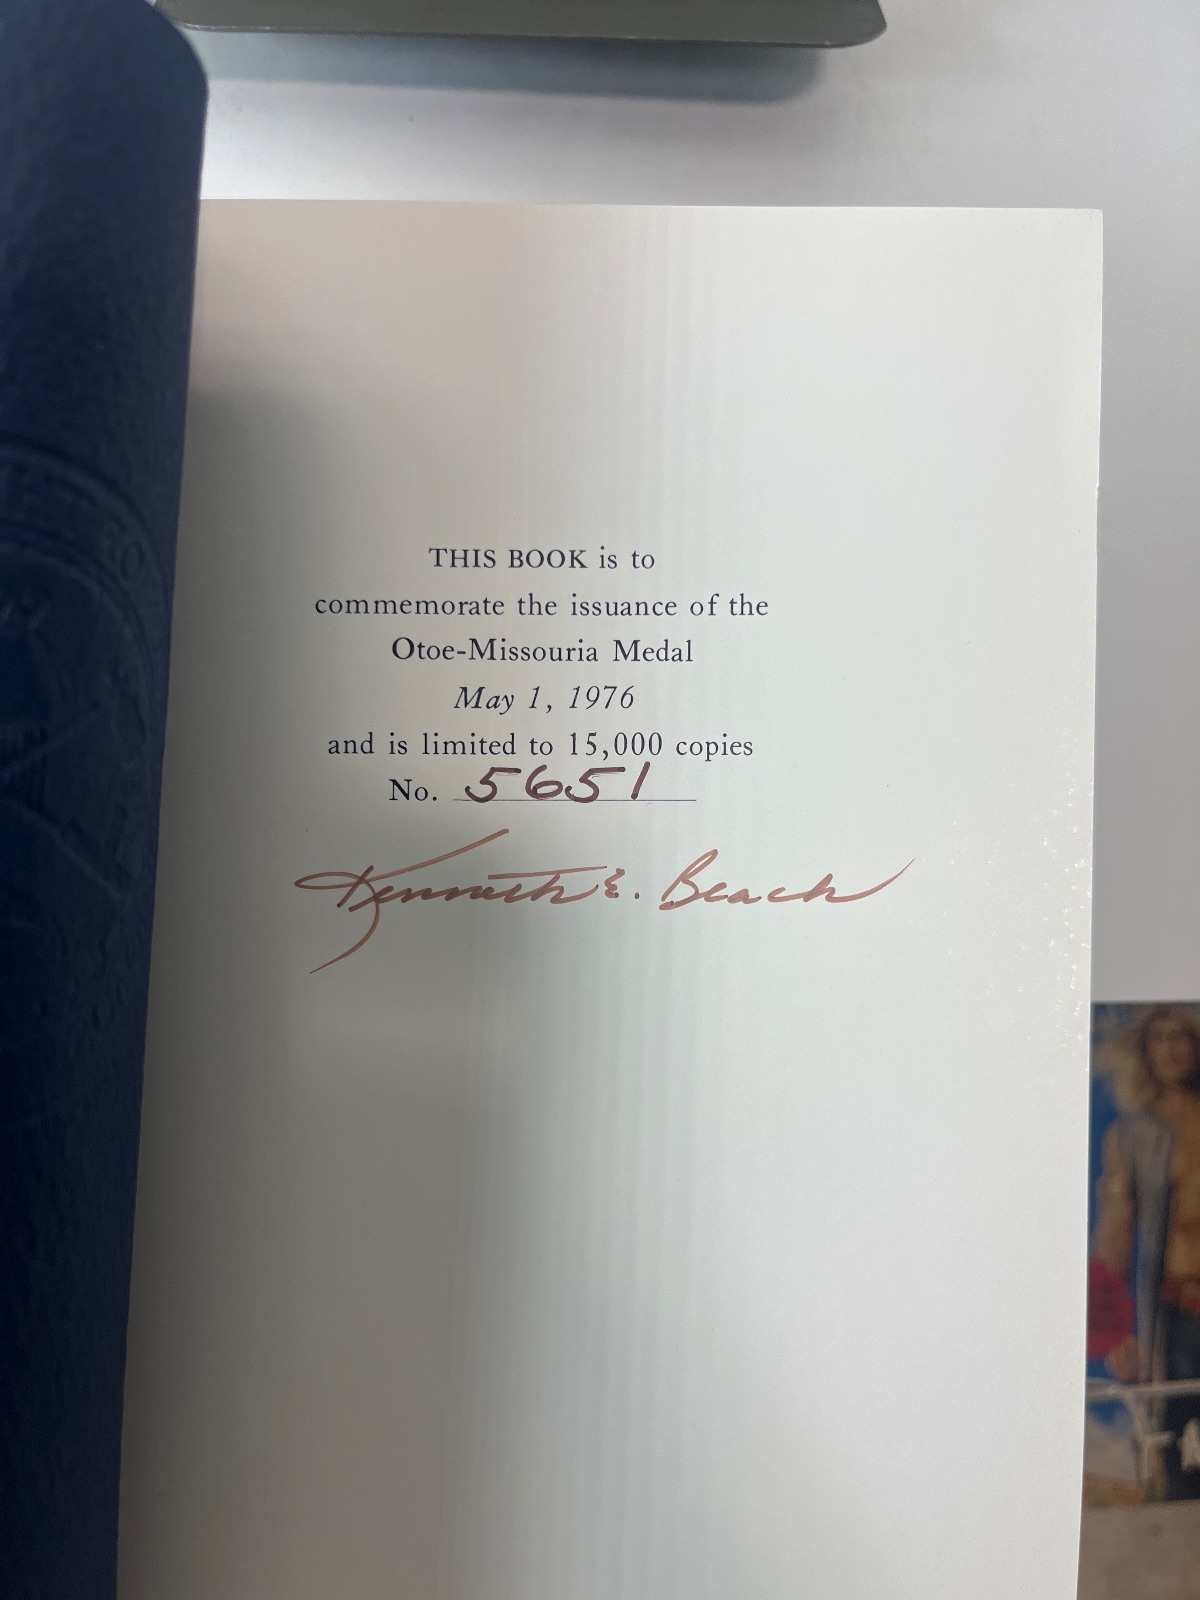 THIS BOOK is to
commemorate the issuance of the
Otoe-Missouria Medal
May 1, 1976
and is limited to 15,000 copies
No. 5651
Kenneth E. Beach